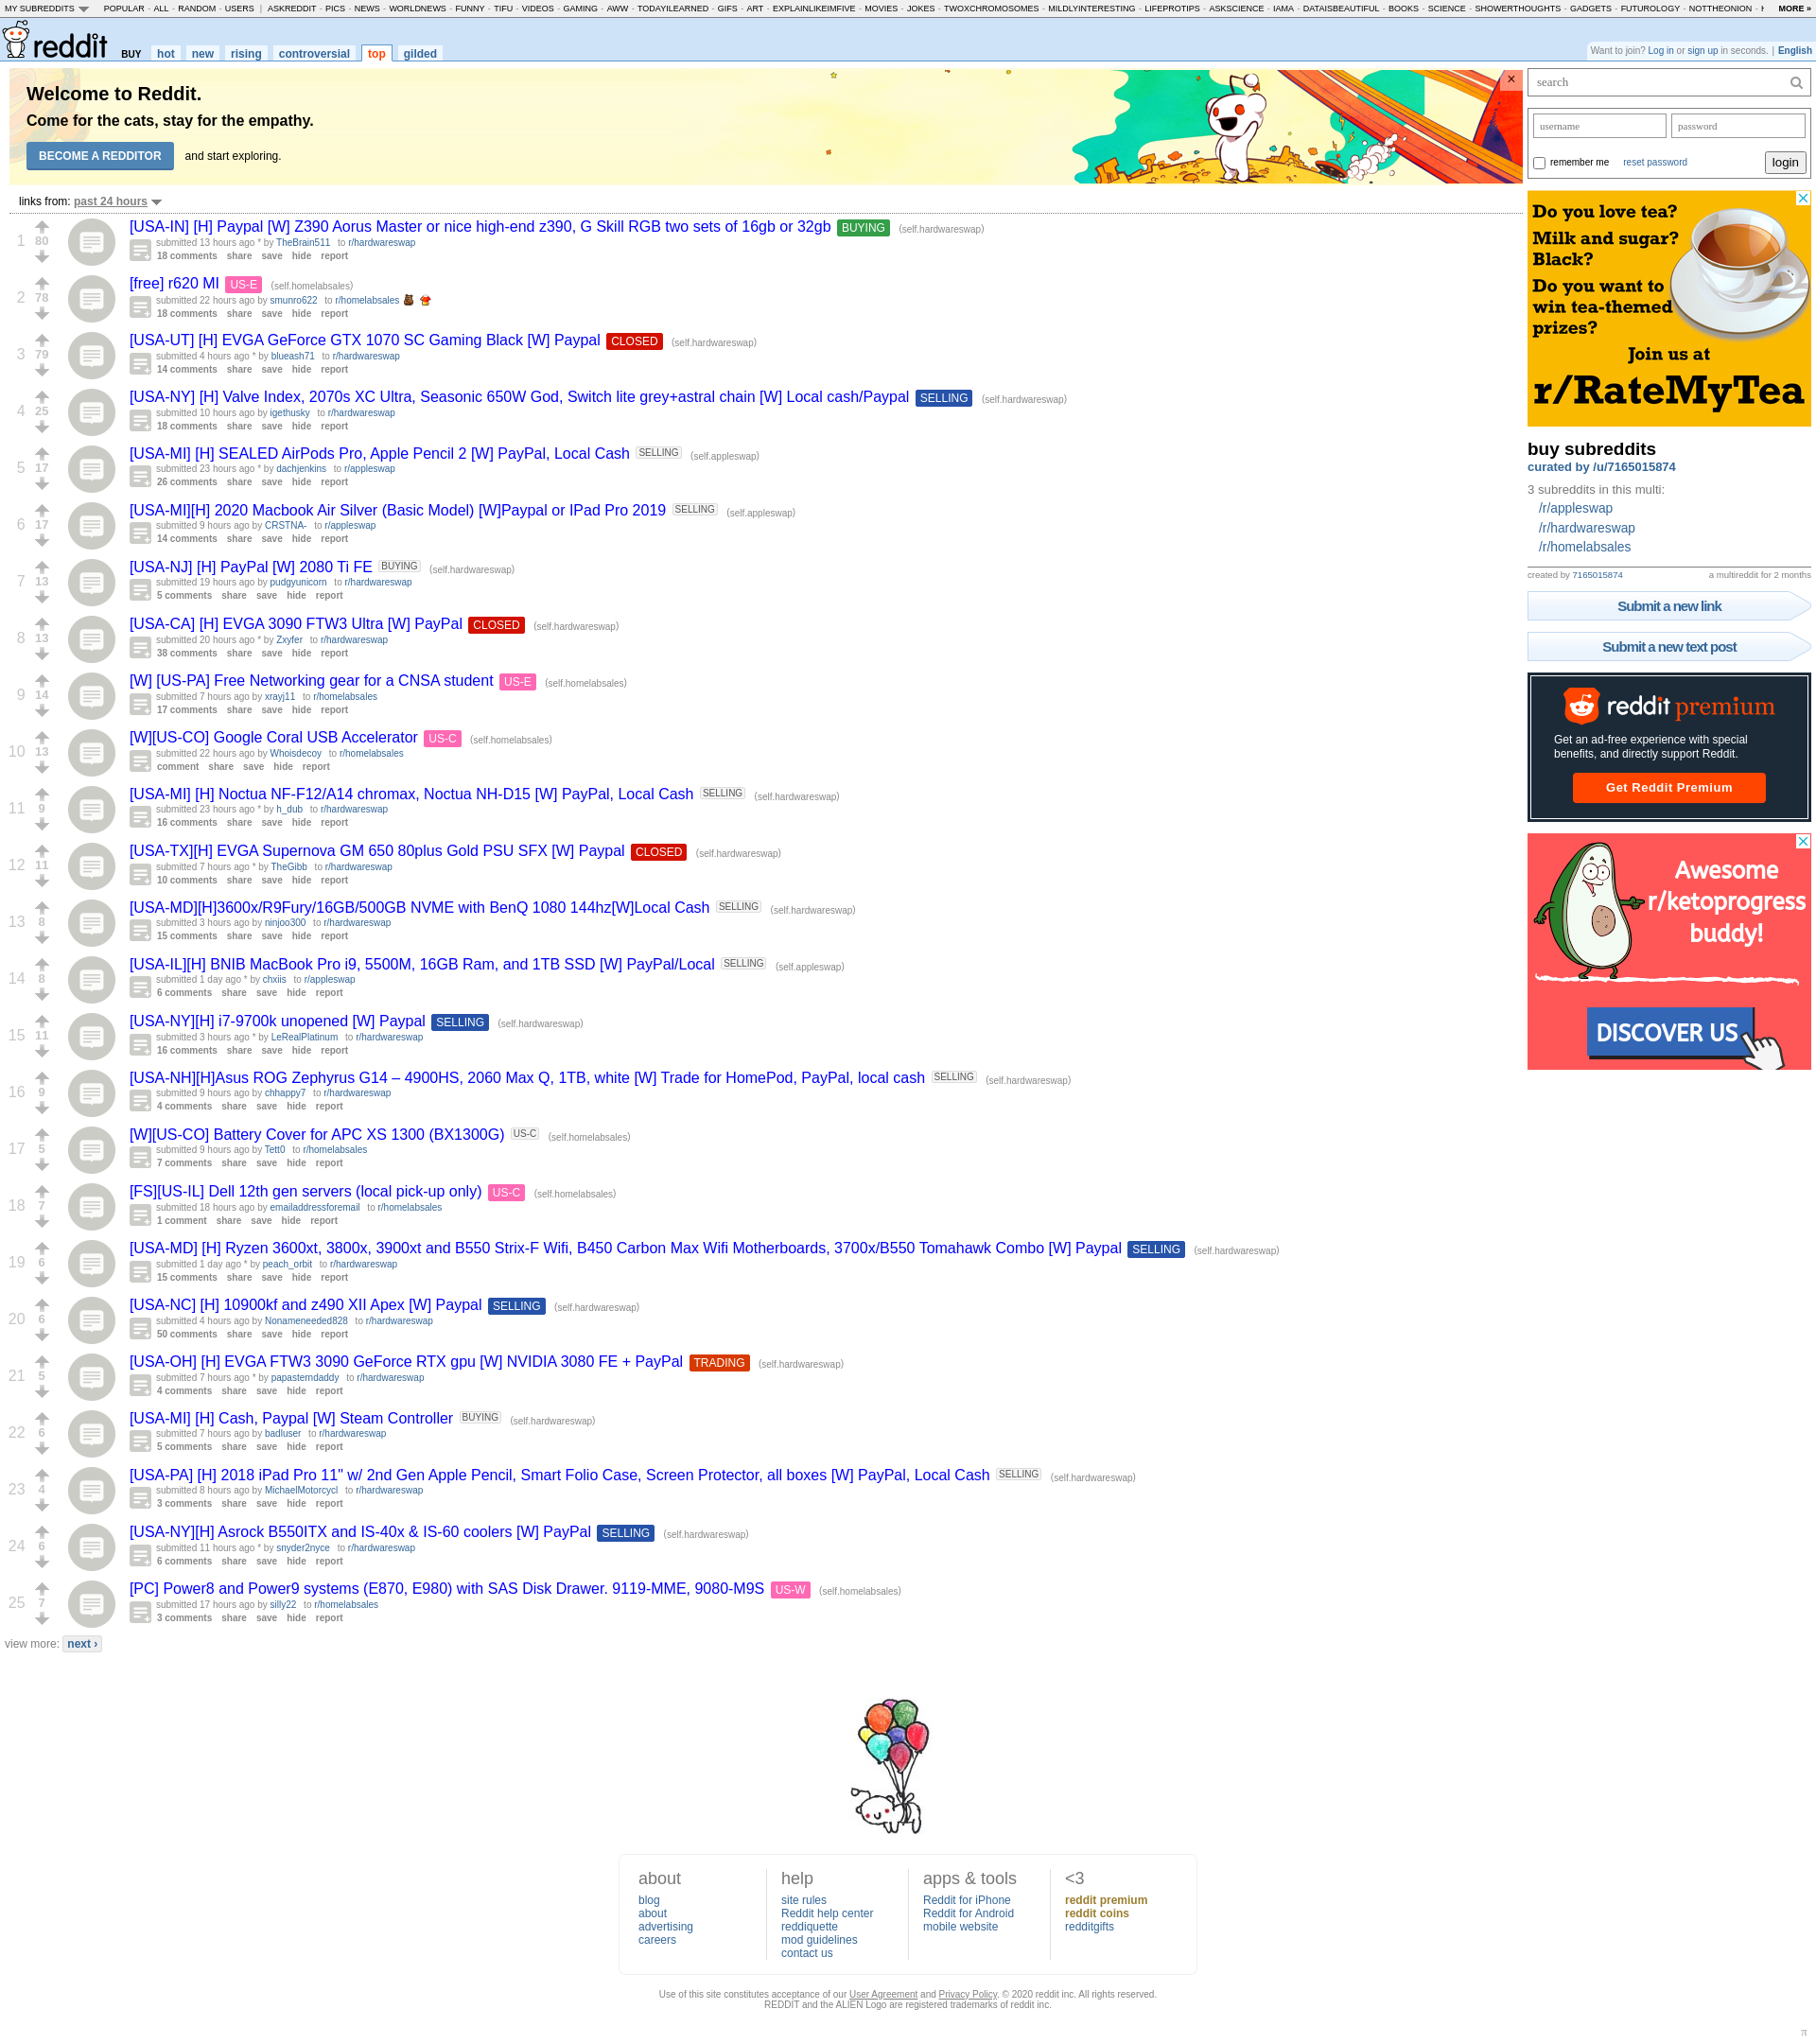 MY SUBREDDITS POPULAR - ALL - RANDOM - USERS | ASKREDDIT - PICS - NEWS - WORLDNEWS - FUNNY - TIFU - VIDEOS - GAMING - AWW - TODAYILEARNED - GIFS - ART - EXPLAINLIKEIMFIVE - MOVIES - JOKES - TWOXCHROMOSOMES - MILDLYINTERESTING - LIFEPROTIPS - ASKSCIENCE - IAMA - DATAISBEAUTIFUL - BOOKS - SCIENCE - SHOWERTHOUGHTS - GADGETS - FUTUROLOGY - NOTTHEONION - MORE »
reddit BUY hot new rising controversial top gilded
Want to join? Log in or sign up in seconds. | English
Welcome to Reddit.
Come for the cats, stay for the empathy.
BECOME A REDDITOR and start exploring.
links from: past 24 hours
1 80 [USA-IN] [H] Paypal [W] Z390 Aorus Master or nice high-end z390, G Skill RGB two sets of 16gb or 32gb BUYING (self.hardwareswap)
submitted 13 hours ago * by TheBrain511 to r/hardwareswap
18 comments share save hide report
2 78 [free] r620 MI US-E (self.homelabsales)
submitted 22 hours ago by smunro622 to r/homelabsales
18 comments share save hide report
3 79 [USA-UT] [H] EVGA GeForce GTX 1070 SC Gaming Black [W] Paypal CLOSED (self.hardwareswap)
submitted 4 hours ago * by blueash71 to r/hardwareswap
14 comments share save hide report
4 25 [USA-NY] [H] Valve Index, 2070s XC Ultra, Seasonic 650W God, Switch lite grey+astral chain [W] Local cash/Paypal SELLING (self.hardwareswap)
submitted 10 hours ago by igethusky to r/hardwareswap
18 comments share save hide report
5 17 [USA-MI] [H] SEALED AirPods Pro, Apple Pencil 2 [W] PayPal, Local Cash SELLING (self.appleswap)
submitted 23 hours ago * by dachjenkins to r/appleswap
26 comments share save hide report
6 17 [USA-MI][H] 2020 Macbook Air Silver (Basic Model) [W]Paypal or IPad Pro 2019 SELLING (self.appleswap)
submitted 9 hours ago by CRSTNA- to r/appleswap
14 comments share save hide report
7 13 [USA-NJ] [H] PayPal [W] 2080 Ti FE BUYING (self.hardwareswap)
submitted 19 hours ago by pudgyunicorn to r/hardwareswap
5 comments share save hide report
8 13 [USA-CA] [H] EVGA 3090 FTW3 Ultra [W] PayPal CLOSED (self.hardwareswap)
submitted 20 hours ago * by Zxyfer to r/hardwareswap
38 comments share save hide report
9 14 [W] [US-PA] Free Networking gear for a CNSA student US-E (self.homelabsales)
submitted 7 hours ago by xrayj11 to r/homelabsales
17 comments share save hide report
10 13 [W][US-CO] Google Coral USB Accelerator US-C (self.homelabsales)
submitted 22 hours ago by Whoisdecoy to r/homelabsales
comment share save hide report
11 9 [USA-MI] [H] Noctua NF-F12/A14 chromax, Noctua NH-D15 [W] PayPal, Local Cash SELLING (self.hardwareswap)
submitted 23 hours ago * by h_dub to r/hardwareswap
16 comments share save hide report
12 11 [USA-TX][H] EVGA Supernova GM 650 80plus Gold PSU SFX [W] Paypal CLOSED (self.hardwareswap)
submitted 7 hours ago * by TheGibb to r/hardwareswap
10 comments share save hide report
13 8 [USA-MD][H]3600x/R9Fury/16GB/500GB NVME with BenQ 1080 144hz[W]Local Cash SELLING (self.hardwareswap)
submitted 3 hours ago by ninjoo300 to r/hardwareswap
15 comments share save hide report
14 8 [USA-IL][H] BNIB MacBook Pro i9, 5500M, 16GB Ram, and 1TB SSD [W] PayPal/Local SELLING (self.appleswap)
submitted 1 day ago * by chxiis to r/appleswap
6 comments share save hide report
15 11 [USA-NY][H] i7-9700k unopened [W] Paypal SELLING (self.hardwareswap)
submitted 3 hours ago * by LeRealPlatinum to r/hardwareswap
16 comments share save hide report
16 9 [USA-NH][H]Asus ROG Zephyrus G14 – 4900HS, 2060 Max Q, 1TB, white [W] Trade for HomePod, PayPal, local cash SELLING (self.hardwareswap)
submitted 9 hours ago by chhappy7 to r/hardwareswap
4 comments share save hide report
17 5 [W][US-CO] Battery Cover for APC XS 1300 (BX1300G) US-C (self.homelabsales)
submitted 9 hours ago by Tett0 to r/homelabsales
7 comments share save hide report
18 7 [FS][US-IL] Dell 12th gen servers (local pick-up only) US-C (self.homelabsales)
submitted 18 hours ago by emailaddressforemail to r/homelabsales
1 comment share save hide report
19 6 [USA-MD] [H] Ryzen 3600xt, 3800x, 3900xt and B550 Strix-F Wifi, B450 Carbon Max Wifi Motherboards, 3700x/B550 Tomahawk Combo [W] Paypal SELLING (self.hardwareswap)
submitted 1 day ago * by peach_orbit to r/hardwareswap
15 comments share save hide report
20 6 [USA-NC] [H] 10900kf and z490 XII Apex [W] Paypal SELLING (self.hardwareswap)
submitted 4 hours ago by Nonameneeded828 to r/hardwareswap
50 comments share save hide report
21 5 [USA-OH] [H] EVGA FTW3 3090 GeForce RTX gpu [W] NVIDIA 3080 FE + PayPal TRADING (self.hardwareswap)
submitted 7 hours ago * by papastemdaddy to r/hardwareswap
4 comments share save hide report
22 6 [USA-MI] [H] Cash, Paypal [W] Steam Controller BUYING (self.hardwareswap)
submitted 7 hours ago by badluser to r/hardwareswap
5 comments share save hide report
23 4 [USA-PA] [H] 2018 iPad Pro 11" w/ 2nd Gen Apple Pencil, Smart Folio Case, Screen Protector, all boxes [W] PayPal, Local Cash SELLING (self.hardwareswap)
submitted 8 hours ago by MichaelMotorcycl to r/hardwareswap
3 comments share save hide report
24 6 [USA-NY][H] Asrock B550ITX and IS-40x & IS-60 coolers [W] PayPal SELLING (self.hardwareswap)
submitted 11 hours ago * by snyder2nyce to r/hardwareswap
6 comments share save hide report
25 7 [PC] Power8 and Power9 systems (E870, E980) with SAS Disk Drawer. 9119-MME, 9080-M9S US-W (self.homelabsales)
submitted 17 hours ago by silly22 to r/homelabsales
3 comments share save hide report
view more: next ›
search
username password
remember me reset password login
Do you love tea?
Milk and sugar?
Black?
Do you want to
win tea-themed
prizes?
Join us at
r/RateMyTea
buy subreddits
curated by /u/7165015874
3 subreddits in this multi:
/r/appleswap
/r/hardwareswap
/r/homelabsales
created by 7165015874 a multireddit for 2 months
Submit a new link
Submit a new text post
reddit premium
Get an ad-free experience with special
benefits, and directly support Reddit.
Get Reddit Premium
Awesome
r/ketoprogress
buddy!
DISCOVER US
about
blog
about
advertising
careers
help
site rules
Reddit help center
reddiquette
mod guidelines
contact us
apps & tools
Reddit for iPhone
Reddit for Android
mobile website
<3
reddit premium
reddit coins
redditgifts
Use of this site constitutes acceptance of our User Agreement and Privacy Policy. © 2020 reddit inc. All rights reserved.
REDDIT and the ALIEN Logo are registered trademarks of reddit inc.
π